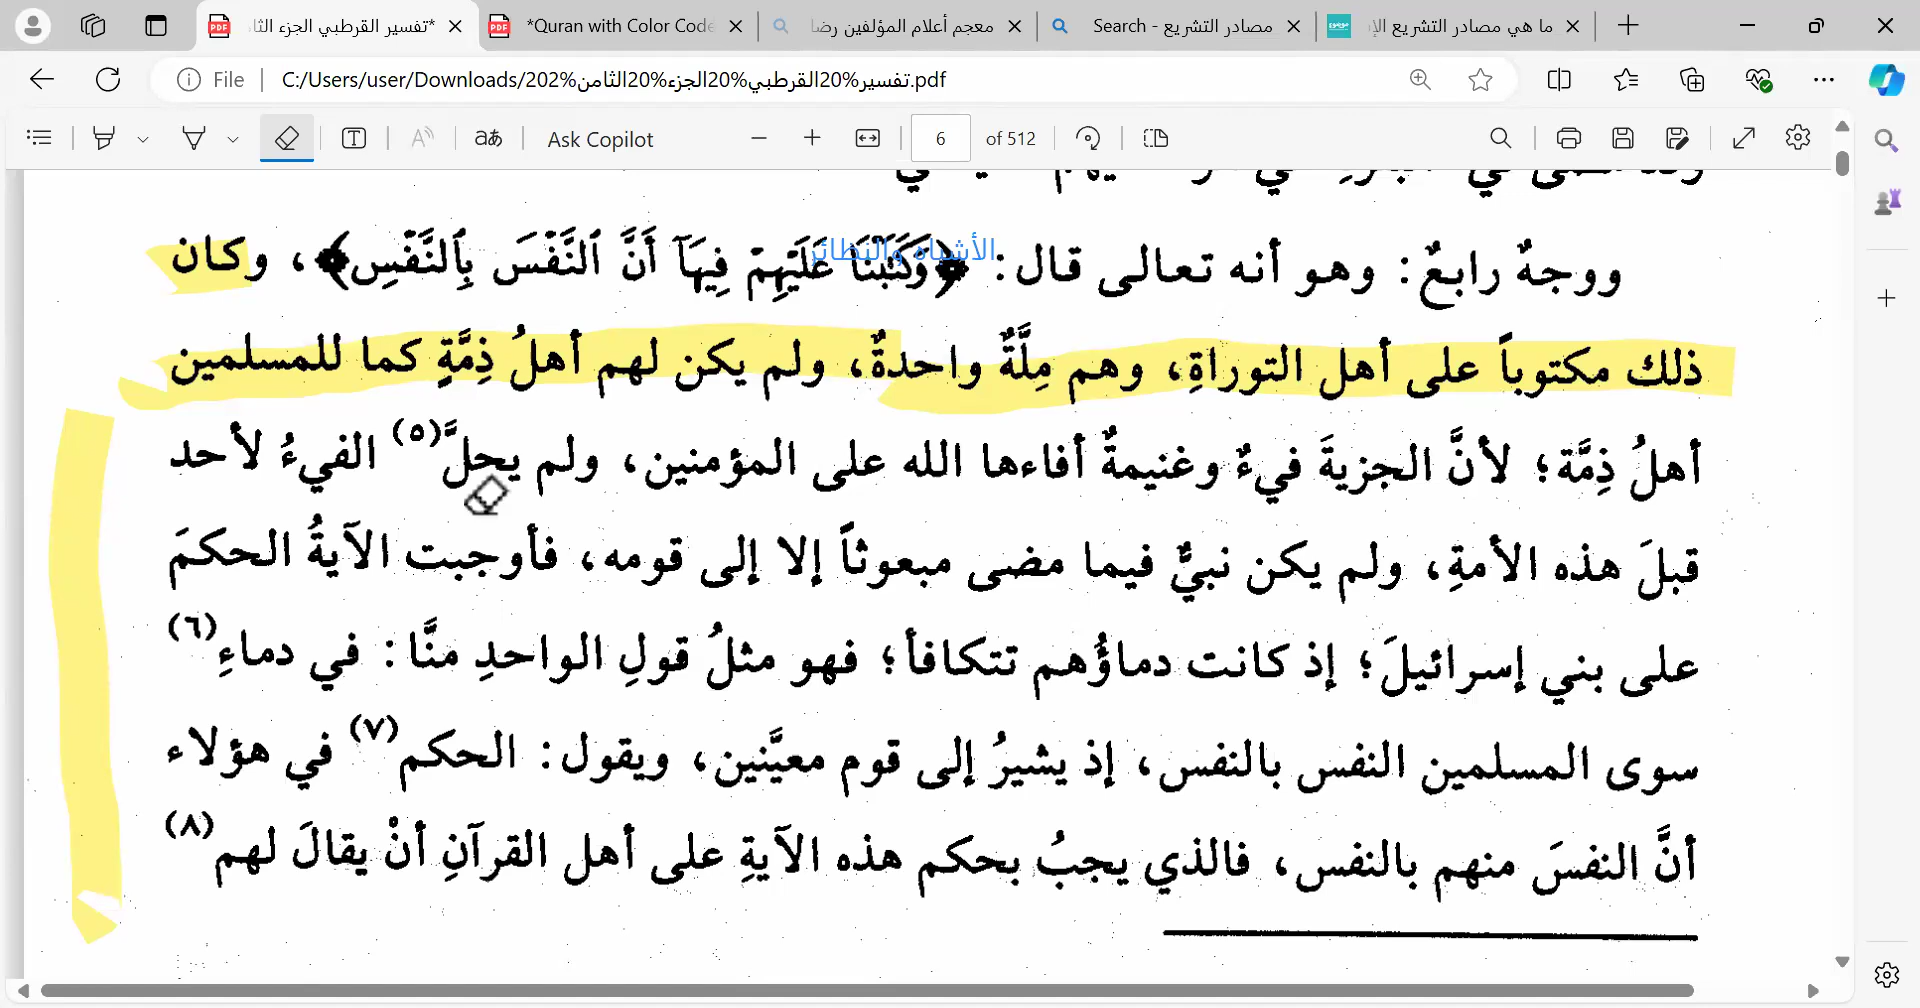 *تفسير القرطبي الجزء الثا
*Quran with Color Code
معجم أعلام المؤلفين رضا
مصادر التشريع - Search
ما هي مصادر التشريع الإ
File
C:/Users/user/Downloads/202%تفسير%20القرطبي%20الجزء%20الثامن.pdf
Ask Copilot
6 of 512
الأشباه والنظائر
ووجهٌ رابعٌ: وهو أنه تعالى قال: ﴿وَكَتَبْنَا عَلَيْهِمْ فِيهَآ أَنَّ ٱلنَّفْسَ بِٱلنَّفْسِ﴾، وكان
ذلك مكتوباً على أهل التوراةِ، وهم مِلَّةٌ واحدةٌ، ولم يكن لهم أهلُ ذِمَّةٍ كما للمسلمين
أهلُ ذِمَّة؛ لأنَّ الجزيةَ فيءٌ وغنيمةٌ أفاءها الله على المؤمنين، ولم يحلَّ(٥) الفيءُ لأحد
قبلَ هذه الأمةِ، ولم يكن نبيٌّ فيما مضى مبعوثاً إلا إلى قومه، فأوجبت الآيةُ الحكمَ
على بني إسرائيلَ؛ إذ كانت دماؤُهم تتكافأ؛ فهو مثلُ قولِ الواحدِ منَّا: في دماءِ(٦)
سوى المسلمين النفس بالنفس، إذ يشيرُ إلى قوم معيَّنين، ويقول: الحكم(٧) في هؤلاء
أنَّ النفسَ منهم بالنفس، فالذي يجبُ بحكم هذه الآيةِ على أهل القرآنِ أنْ يقالَ لهم(٨)